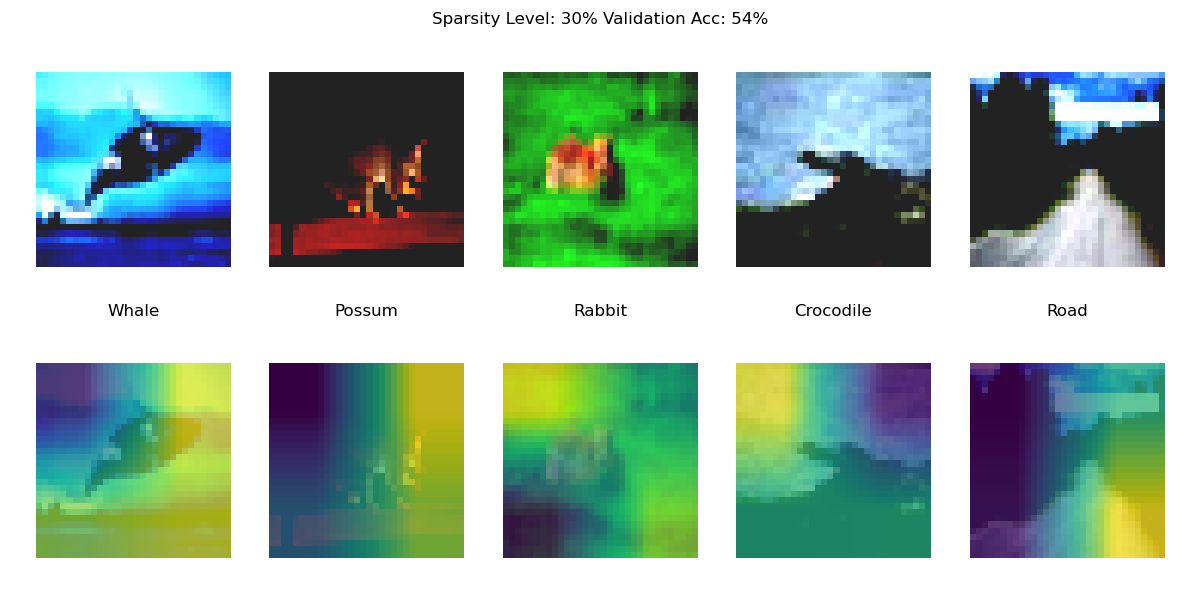 Sparsity Level: 30% Validation Acc: 54%
Whale
Possum
Rabbit
Crocodile
Road